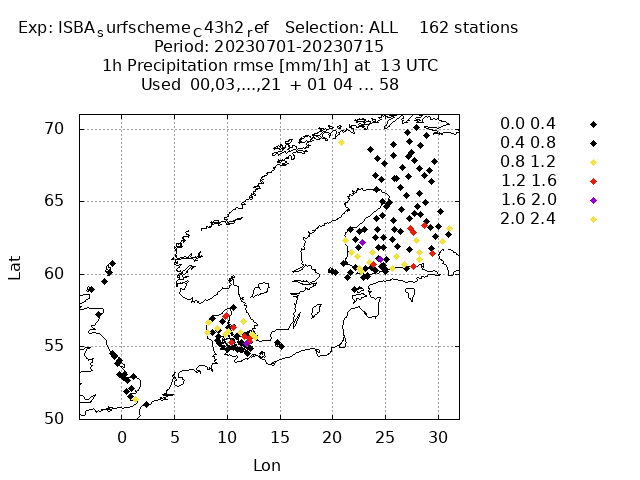 Exp: ISBA_surfscheme_C43h2_ref Selection: ALL 162 stations
Period: 20230701-20230715
1h Precipitation rmse [mm/1h] at 13 UTC
Used 00,03,...,21 + 01 04 ... 58
70
65
60
55
50
0 5 10 15 20 25 30
Lat
Lon
0.0 0.4
0.4 0.8
0.8 1.2
1.2 1.6
1.6 2.0
2.0 2.4